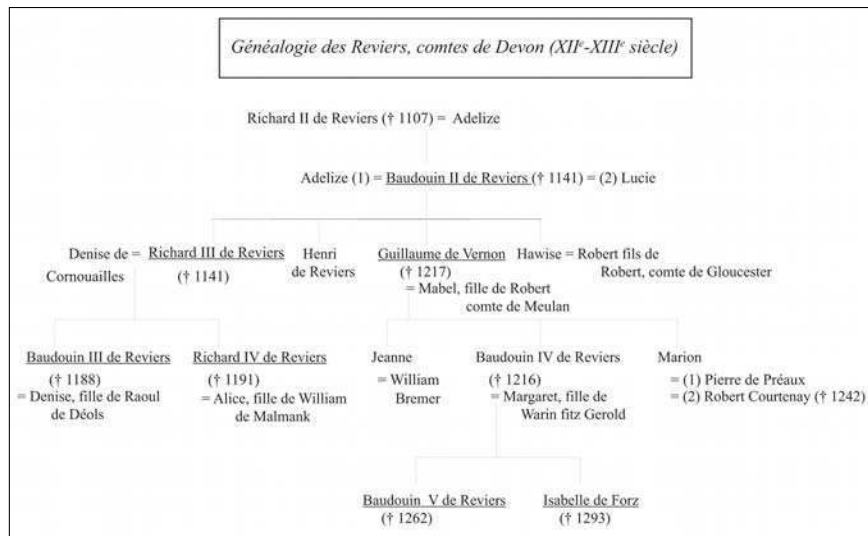 Généalogie des Reviers, comtes de Devon (XIIe-XIIIe siècle)
Richard II de Reviers († 1107) = Adelize
Adelize (1) = Baudouin II de Reviers († 1141) = (2) Lucie
Denise de =
Cornouailles
Richard III de Reviers
(† 1141)
Henri
de Reviers
Guillaume de Vernon
(† 1217)
= Mabel, fille de Robert
comte de Meulan
Hawise = Robert fils de
Robert, comte de Gloucester
Baudouin III de Reviers
(† 1188)
= Denise, fille de Raoul
de Déols
Richard IV de Reviers
(† 1191)
= Alice, fille de William
de Malmank
Jeanne
= William
Bremer
Baudouin IV de Reviers
(† 1216)
= Margaret, fille de
Warin fitz Gerold
Marion
= (1) Pierre de Préaux
= (2) Robert Courtenay († 1242)
Baudouin V de Reviers
(† 1262)
Isabelle de Forz
(† 1293)